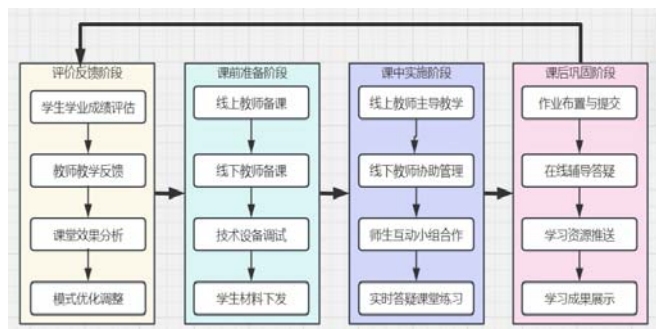 评价反馈阶段
学生学业成绩评估
教师教学反馈
课堂效果分析
模式优化调整
课前准备阶段
线上教师备课
线下教师备课
技术设备调试
学生材料下发
课中实施阶段
线上教师主导教学
线下教师协助管理
师生互动小组合作
实时答疑课堂练习
课后巩固阶段
作业布置与提交
在线辅导答疑
学习资源推送
学习成果展示